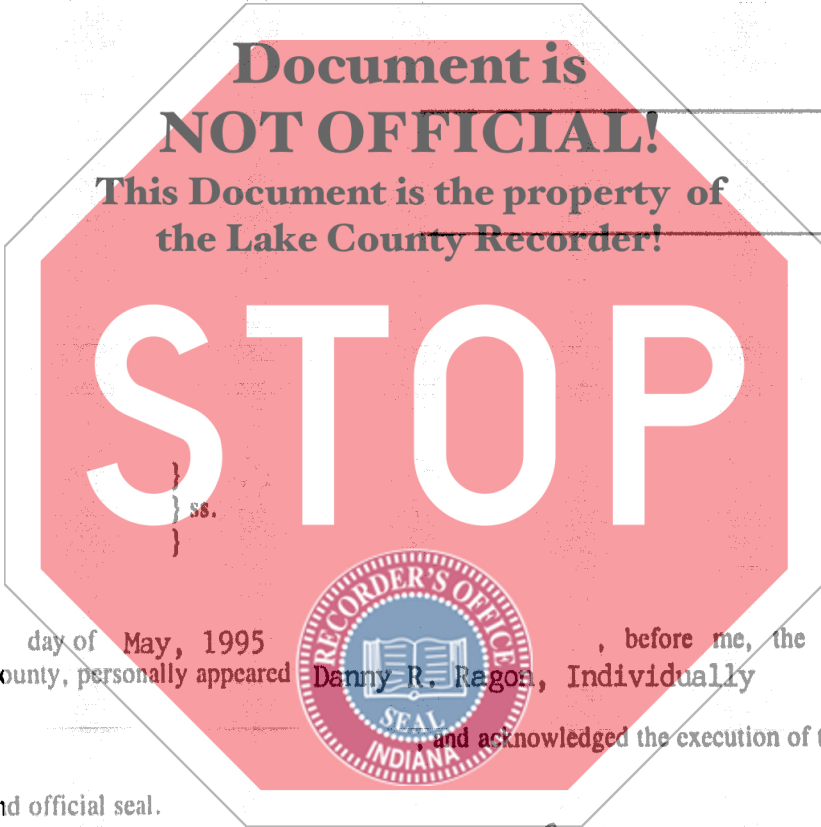 Document is
NOT OFFICIAL!
This Document is the property of
the Lake County Recorder!
STOP
}
} ss.
}
RECORDER'S OFFICE
SEAL
INDIANA
day of May, 1995 , before me, the
ounty, personally appeared Danny R. Ragon, Individually
, and acknowledged the execution of t
nd official seal.